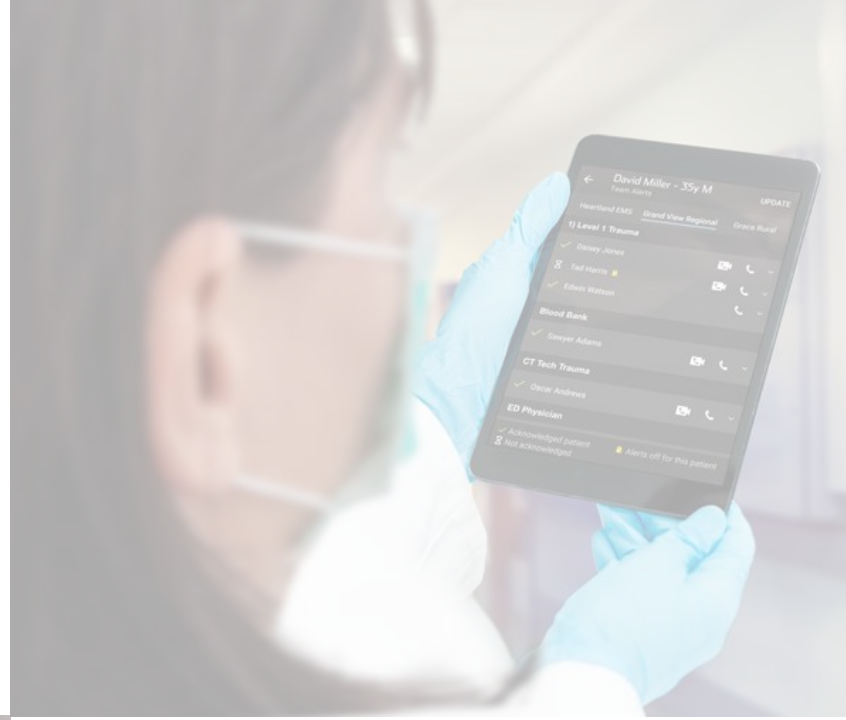 David Miller - 35y M
Team Alerts
UPDATE
Heartland EMS Grand View Regional Grace Rural
1) Level 1 Trauma
Daisey Jones
Tad Harris
Edwin Watson
Blood Bank
Sawyer Adams
CT Tech Trauma
Oscar Andrews
ED Physician
Acknowledged patient
Not acknowledged
Alerts off for this patient